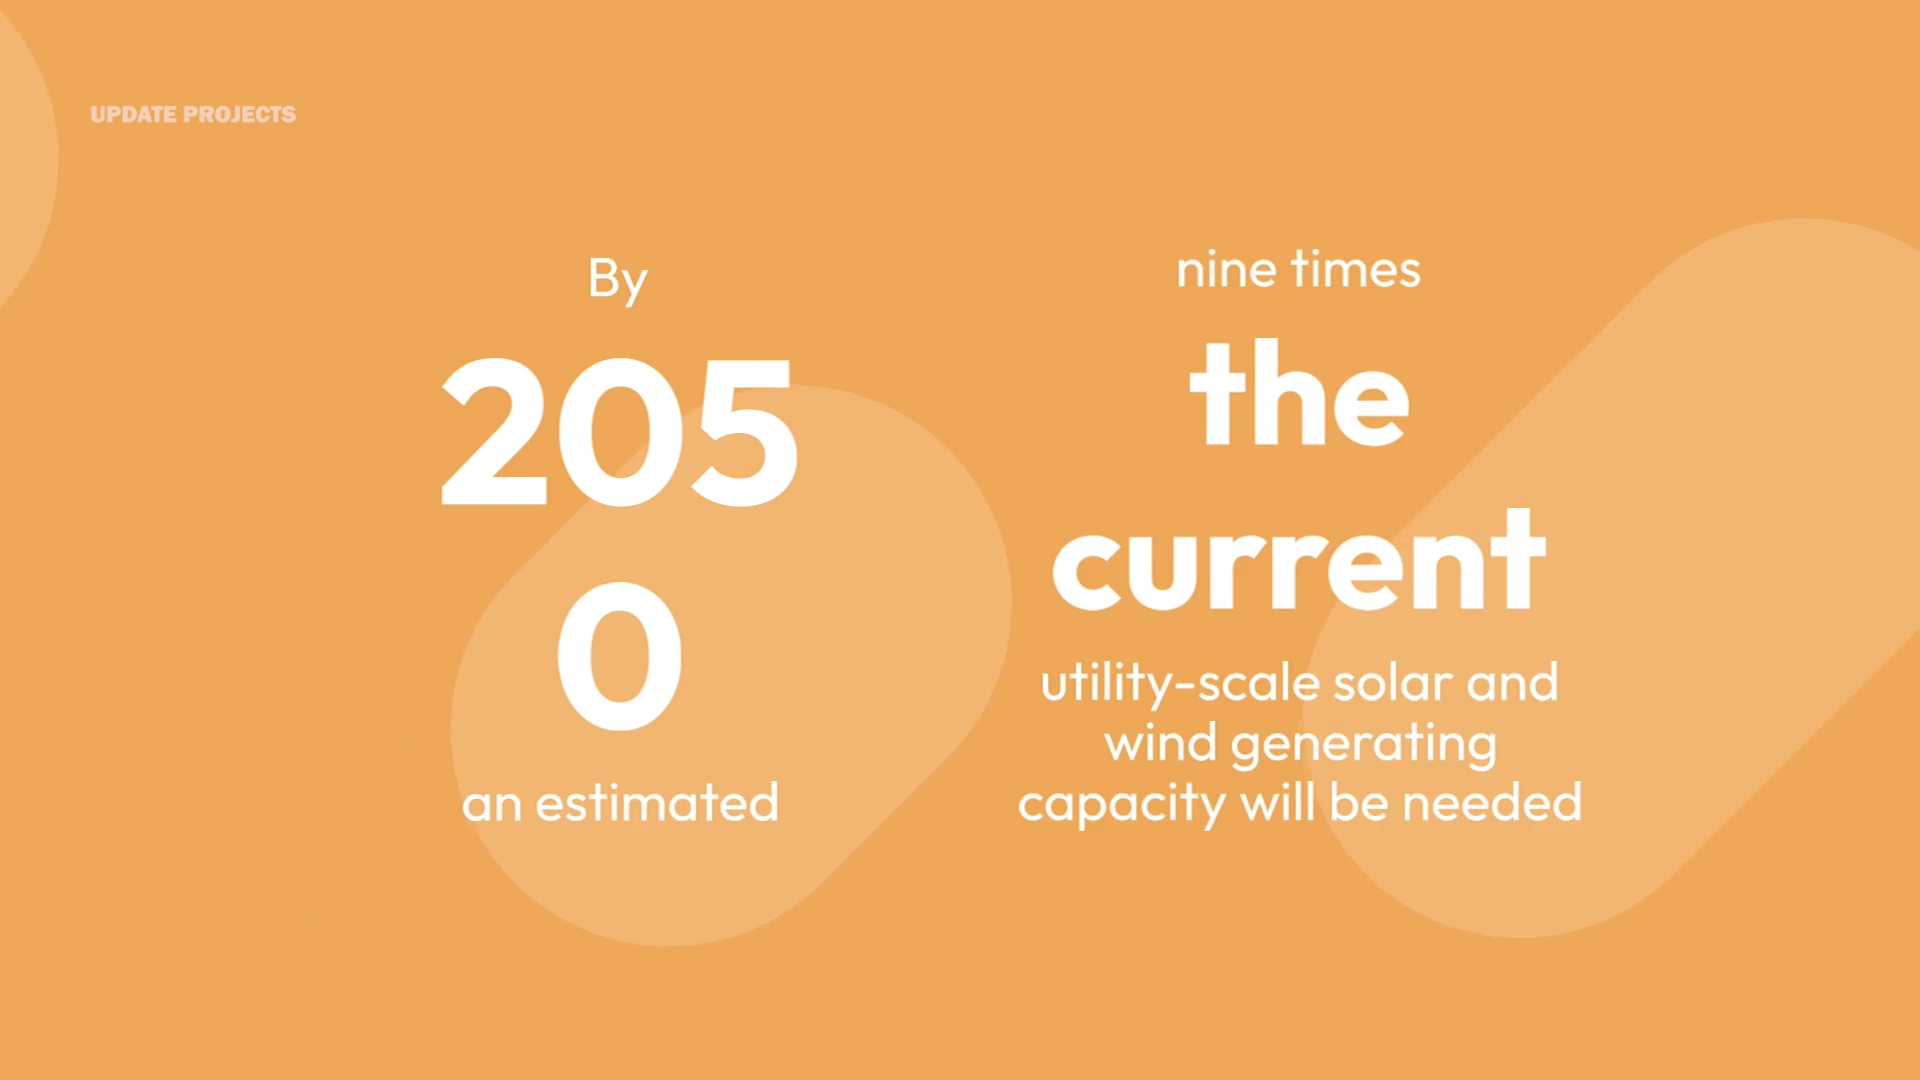 UPDATE PROJECTS
By
205
0
an estimated
nine times
the
current
utility-scale solar and
wind generating
capacity will be needed